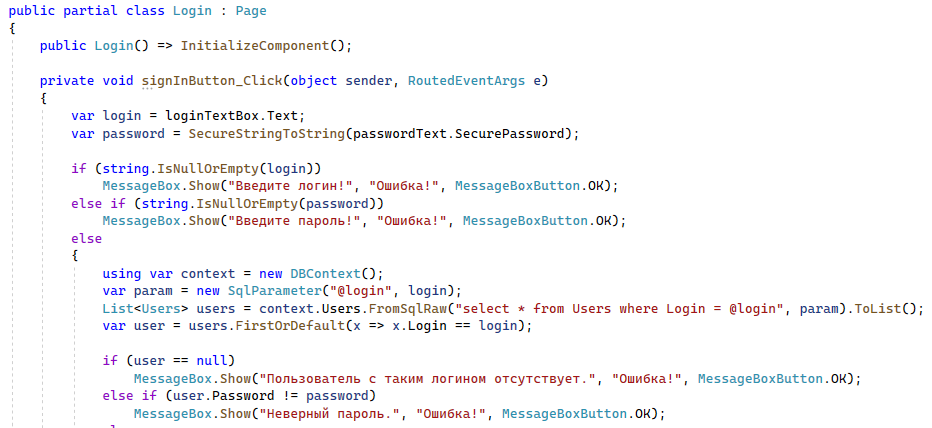 public partial class Login : Page
{
    public Login() => InitializeComponent();

    private void signInButton_Click(object sender, RoutedEventArgs e)
    {
        var login = loginTextBox.Text;
        var password = SecureStringToString(passwordText.SecurePassword);

        if (string.IsNullOrEmpty(login))
            MessageBox.Show("Введите логин!", "Ошибка!", MessageBoxButton.OK);
        else if (string.IsNullOrEmpty(password))
            MessageBox.Show("Введите пароль!", "Ошибка!", MessageBoxButton.OK);
        else
        {
            using var context = new DBContext();
            var param = new SqlParameter("@login", login);
            List<Users> users = context.Users.FromSqlRaw("select * from Users where Login = @login", param).ToList();
            var user = users.FirstOrDefault(x => x.Login == login);

            if (user == null)
                MessageBox.Show("Пользователь с таким логином отсутствует.", "Ошибка!", MessageBoxButton.OK);
            else if (user.Password != password)
                MessageBox.Show("Неверный пароль.", "Ошибка!", MessageBoxButton.OK);